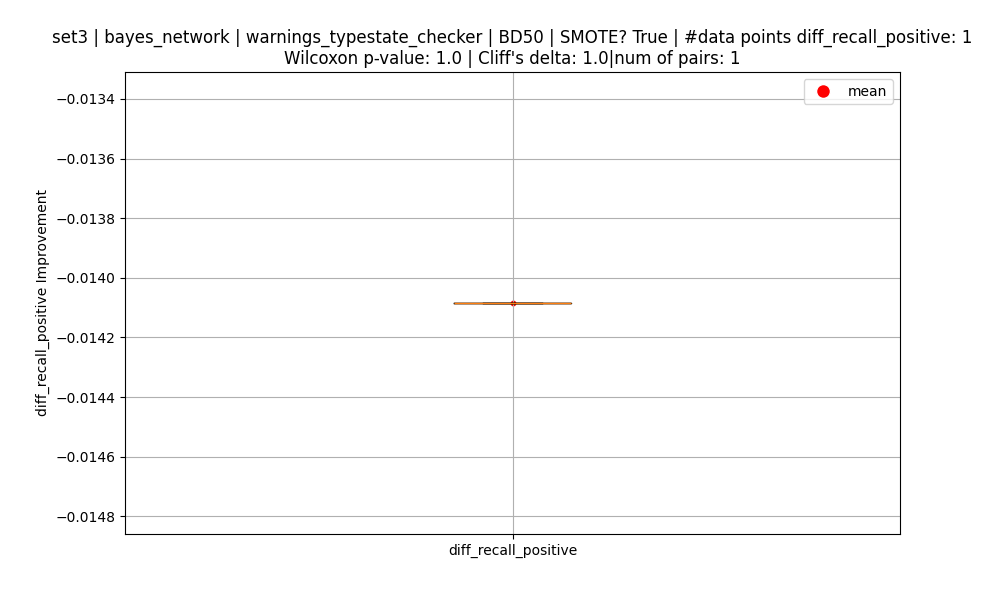 set3 | bayes_network | warnings_typestate_checker | BD50 | SMOTE? True | #data points diff_recall_positive: 1
Wilcoxon p-value: 1.0 | Cliff's delta: 1.0|num of pairs: 1
mean
−0.0134
−0.0136
−0.0138
−0.0140
−0.0142
−0.0144
−0.0146
−0.0148
diff_recall_positive Improvement
diff_recall_positive